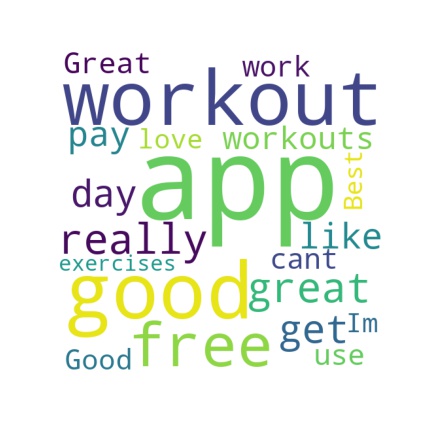 Great work
workout
pay love workouts
app
Best
day
really like
exercises cant
good great
free get Im
Good use